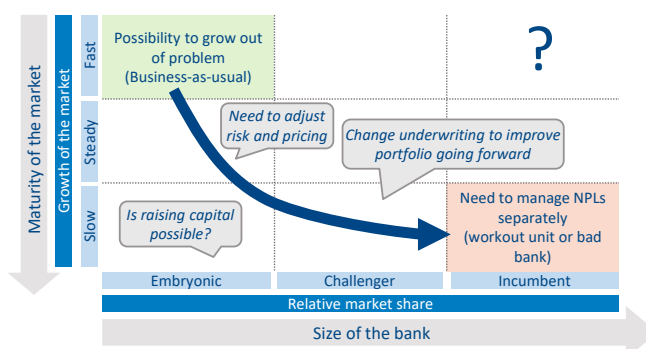 Maturity of the market
Growth of the market
Fast
Steady
Slow
Possibility to grow out
of problem
(Business-as-usual)
?
Need to adjust
risk and pricing
Change underwriting to improve
portfolio going forward
Is raising capital
possible?
Need to manage NPLs
separately
(workout unit or bad
bank)
Embryonic
Challenger
Incumbent
Relative market share
Size of the bank